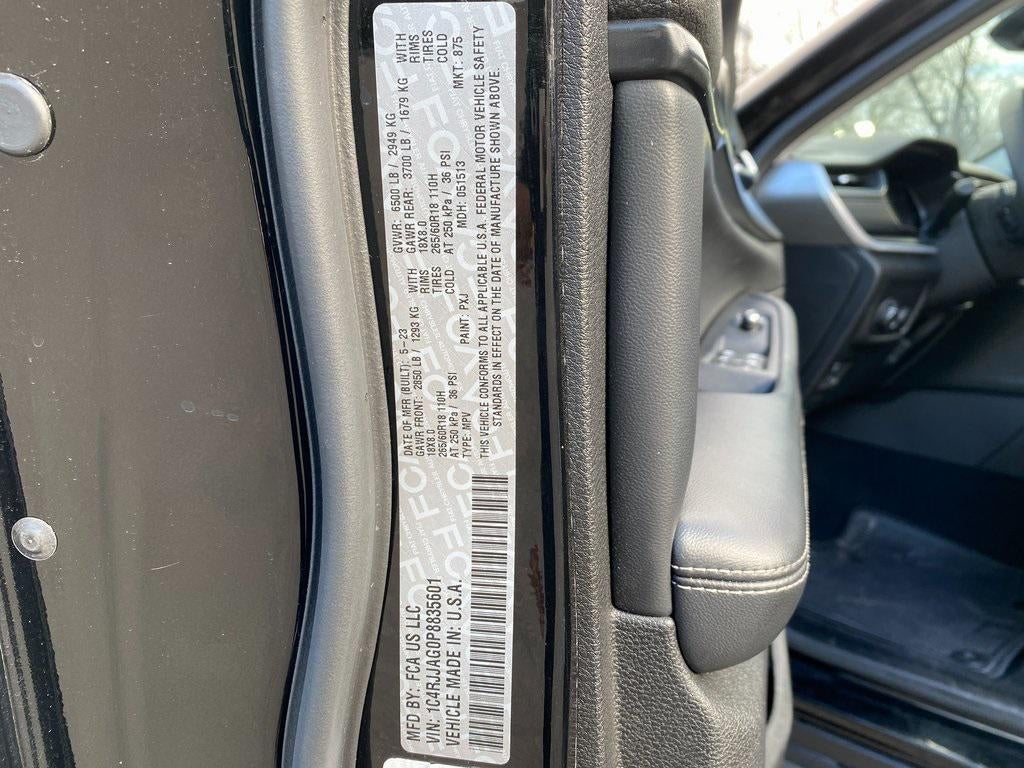 MFD BY: FCA US LLC
VIN: 1C4RJJAG0P8835601
VEHICLE MADE IN: U.S.A.
DATE OF MFR (BUILT): 5-23 GVWR: 6500 LB / 2949 KG
GAWR FRONT: 2850 LB / 1293 KG WITH GAWR REAR: 3700 LB / 1679 KG WITH
18X8.0 RIMS 18X8.0 RIMS
265/60R18 110H TIRES 265/60R18 110H TIRES
AT 250 kPa / 36 PSI COLD AT 250 kPa / 36 PSI COLD
TYPE: MPV PAINT: PXJ MDH: 051513 MKT: 875
THIS VEHICLE CONFORMS TO ALL APPLICABLE U.S.A. FEDERAL MOTOR VEHICLE SAFETY
STANDARDS IN EFFECT ON THE DATE OF MANUFACTURE SHOWN ABOVE.